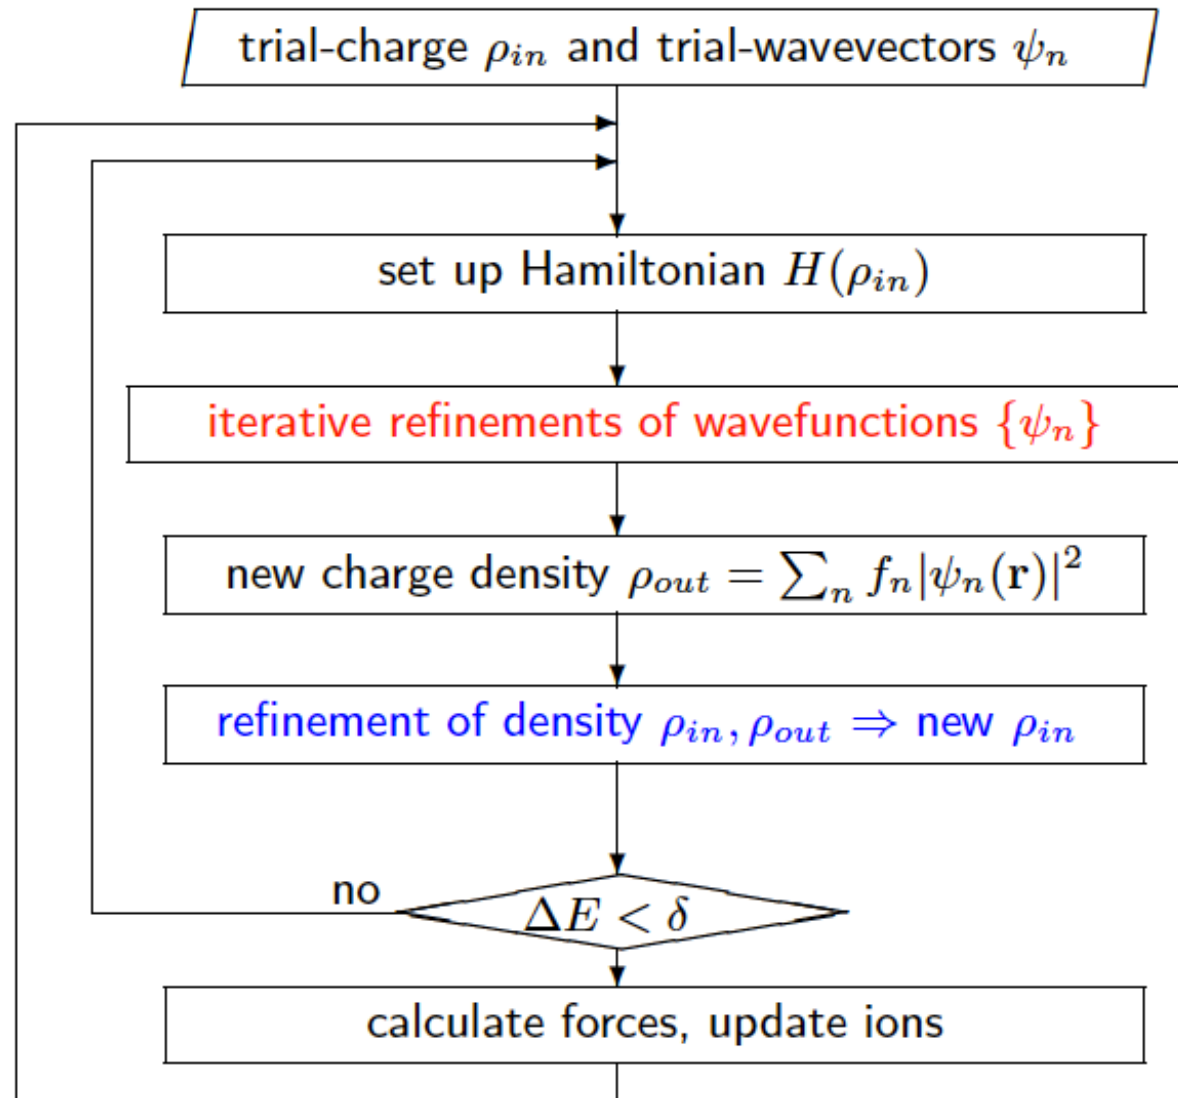 trial-charge ρ_in and trial-wavevectors ψ_n
set up Hamiltonian H(ρ_in)
iterative refinements of wavefunctions {ψ_n}
new charge density ρ_out = ∑_n f_n|ψ_n(r)|²
refinement of density ρ_in, ρ_out ⇒ new ρ_in
no
ΔE < δ
calculate forces, update ions